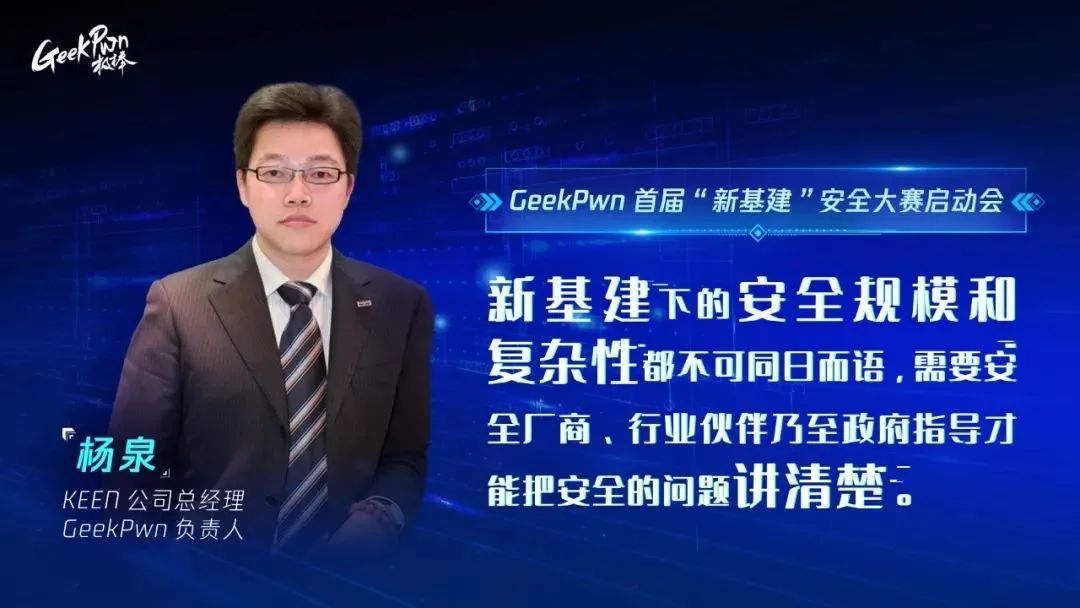 GeekPwn
极棒
GeekPwn 首届“新基建”安全大赛启动会
新基建下的安全规模和
复杂性都不可同日而语,需要安
全厂商、行业伙伴乃至政府指导才
能把安全的问题讲清楚。
杨泉
KEEN 公司总经理
GeekPwn 负责人